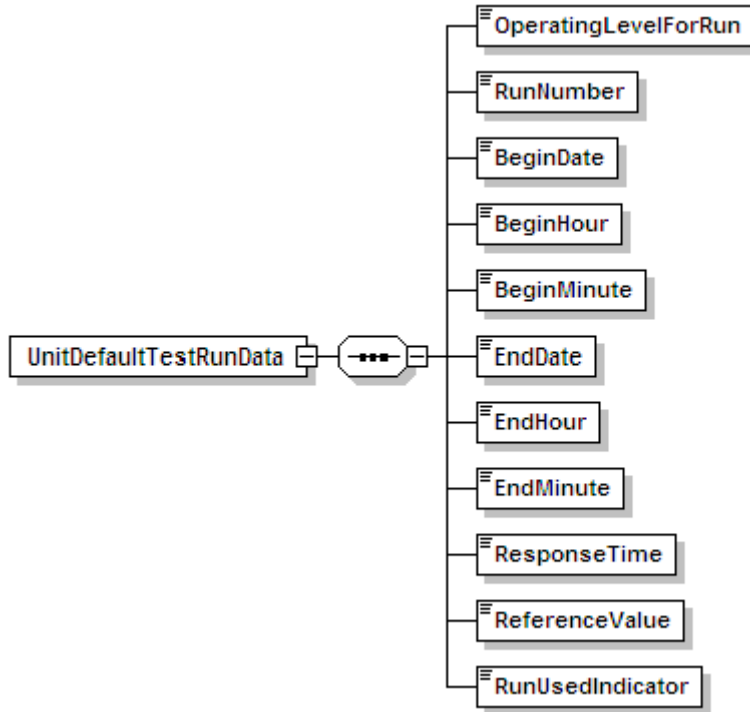 OperatingLevelForRun
RunNumber
BeginDate
BeginHour
BeginMinute
UnitDefaultTestRunData
EndDate
EndHour
EndMinute
ResponseTime
ReferenceValue
RunUsedIndicator